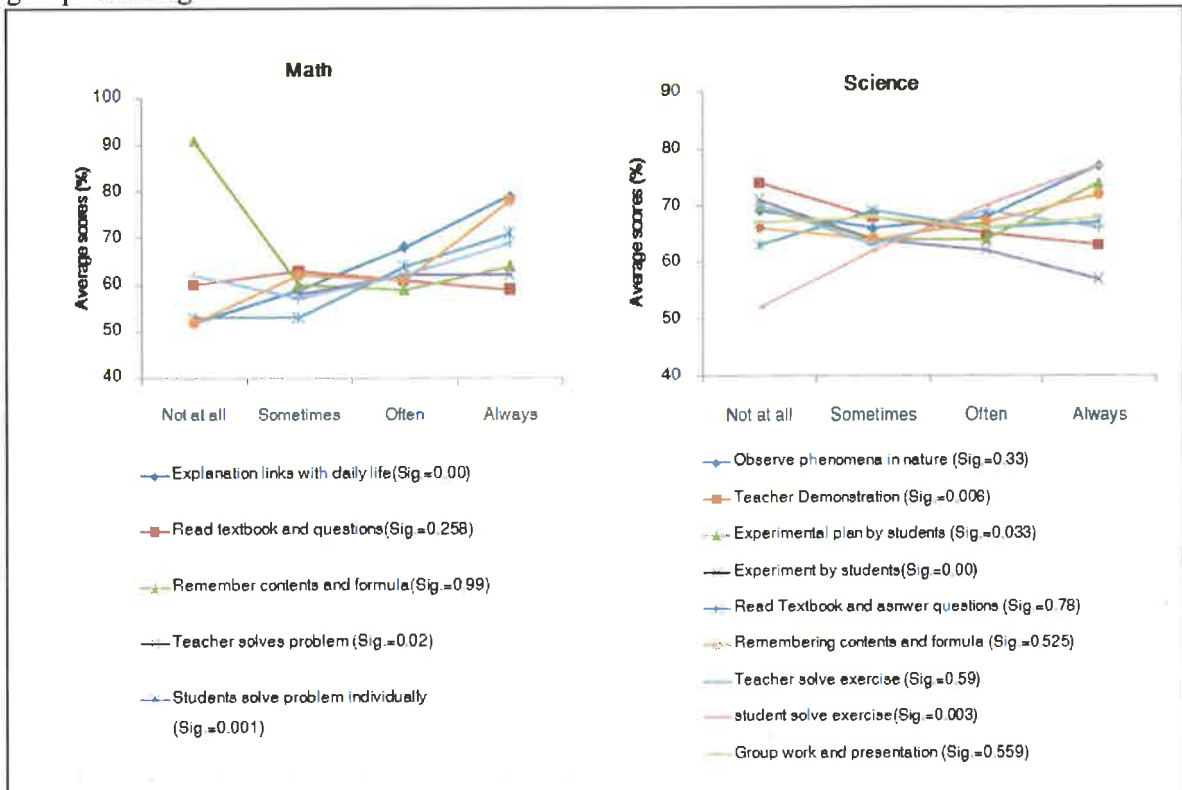 Math
Average scores (%)
100
90
80
70
60
50
40
Not at all Sometimes Often Always
Explanation links with daily life(Sig.=0.00)
Read textbook and questions(Sig.=0.258)
Remember contents and formula(Sig.=0.99)
Teacher solves problem (Sig.=0.02)
Students solve problem individually
(Sig.=0.001)
Science
Average scores (%)
90
80
70
60
50
40
Not at all Sometimes Often Always
Observe phenomena in nature (Sig.=0.33)
Teacher Demonstration (Sig.=0.006)
Experimental plan by students (Sig.=0.033)
Experiment by students(Sig.=0.00)
Read Textbook and asnwer questions (Sig.=0.78)
Remembering contents and formula (Sig.=0.525)
Teacher solve exercise (Sig.=0.59)
student solve exercise(Sig.=0.003)
Group work and presentation (Sig.=0.559)